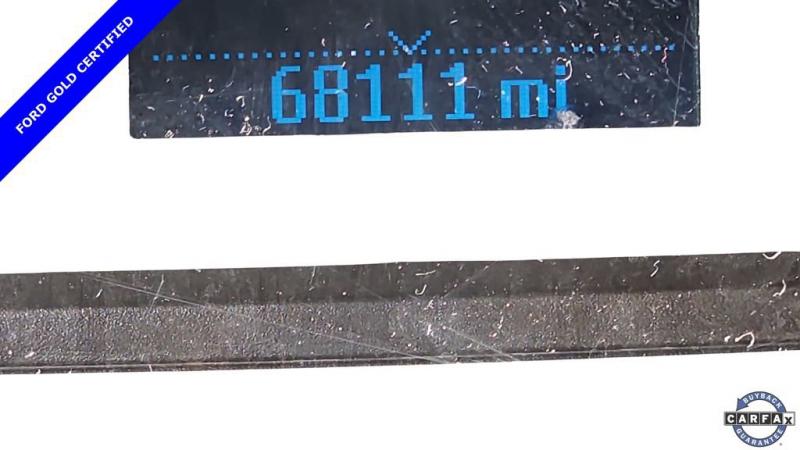 FORD GOLD CERTIFIED
68111 mi
BUYBACK
CARFAX
GUARANTEE